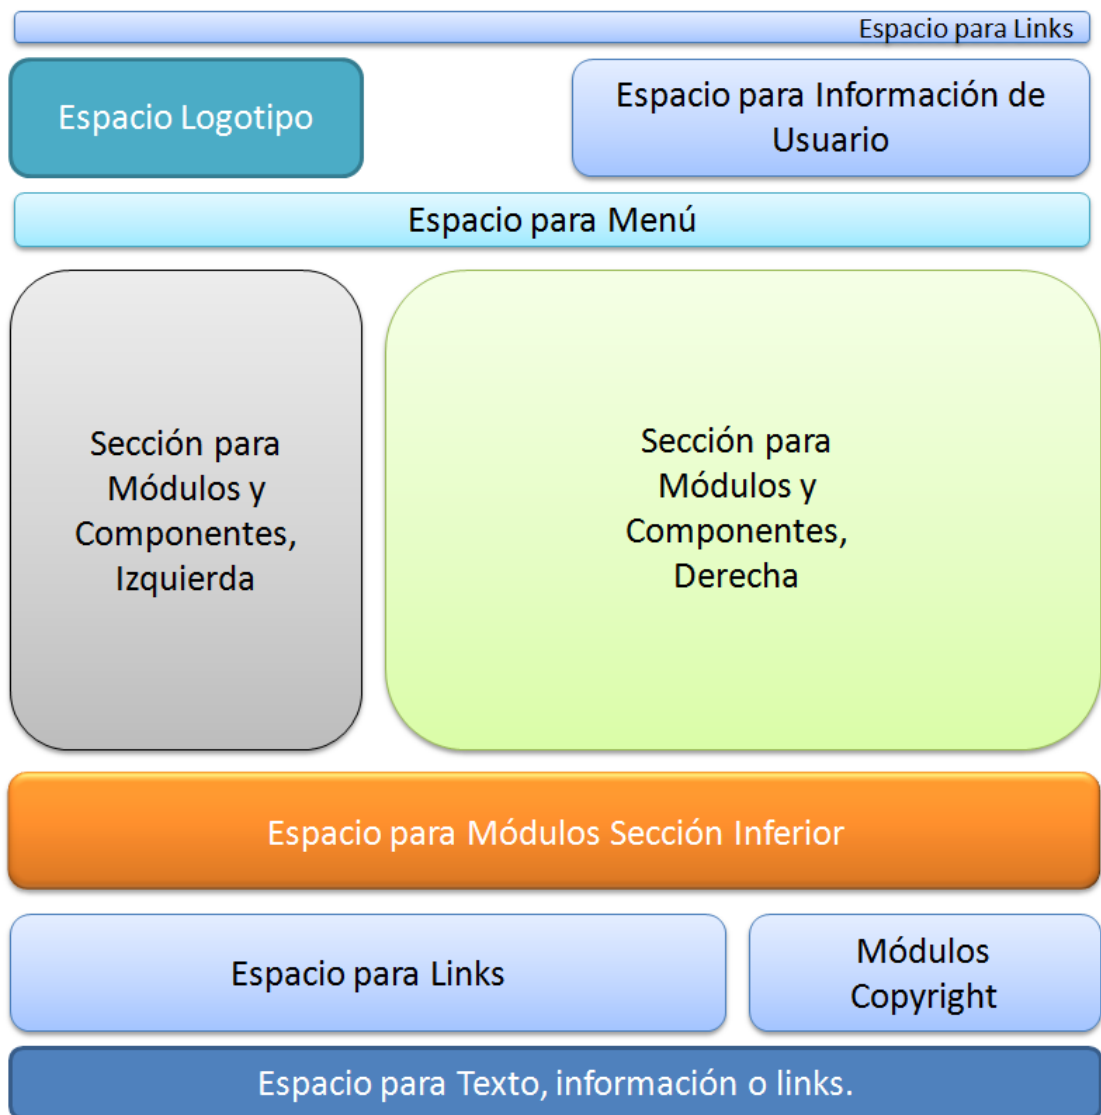 Espacio para Links
Espacio Logotipo
Espacio para Información de
Usuario
Espacio para Menú
Sección para
Módulos y
Componentes,
Izquierda
Sección para
Módulos y
Componentes,
Derecha
Espacio para Módulos Sección Inferior
Espacio para Links
Módulos
Copyright
Espacio para Texto, información o links.